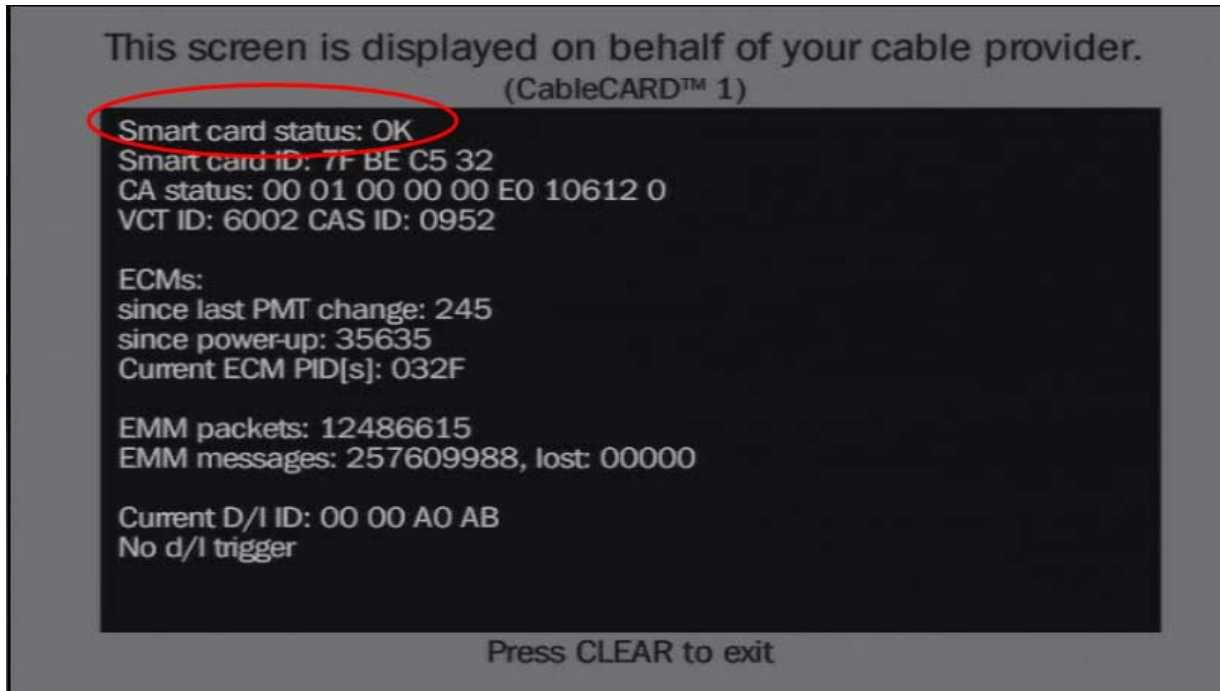 This screen is displayed on behalf of your cable provider.
(CableCARD™ 1)
Smart card status: OK
Smart card ID: 7F BE C5 32
CA status: 00 01 00 00 00 E0 10612 0
VCT ID: 6002 CAS ID: 0952
ECMs:
since last PMT change: 245
since power-up: 35635
Current ECM PID[s]: 032F
EMM packets: 12486615
EMM messages: 257609988, lost: 00000
Current D/I ID: 00 00 A0 AB
No d/I trigger
Press CLEAR to exit